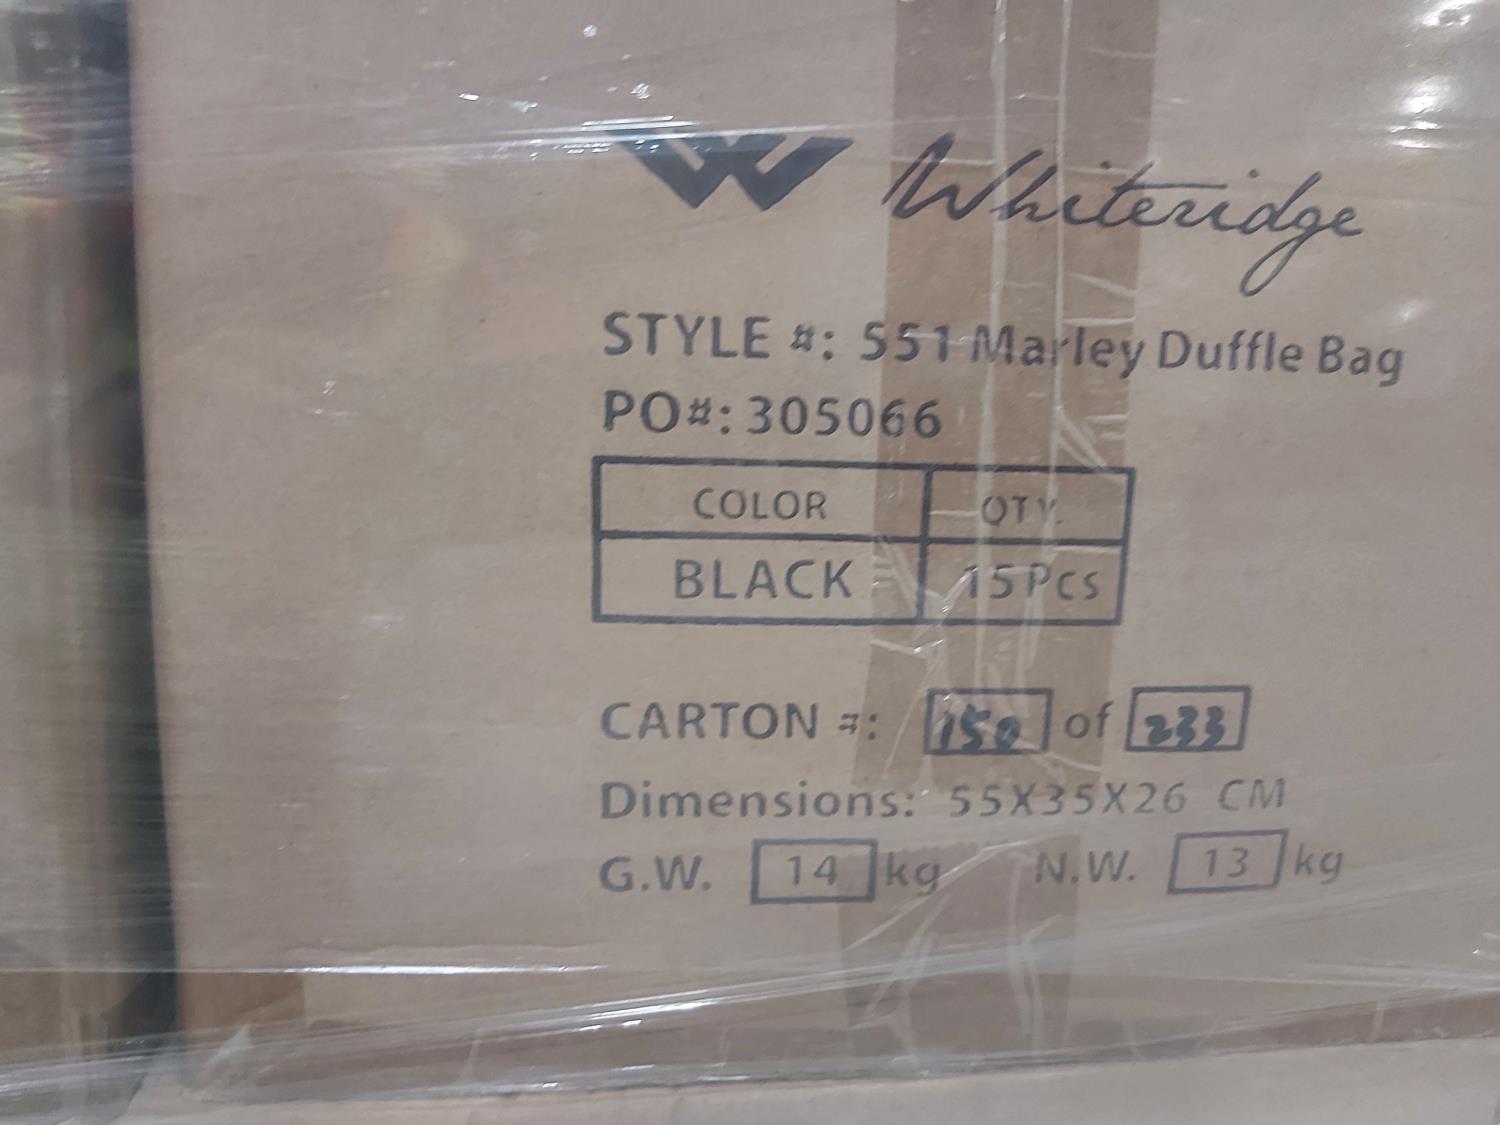 W Whiteridge
STYLE #: 551 Marley Duffle Bag
PO#: 305066
COLOR QTY.
BLACK 15Pcs
CARTON #: 150 of 233
Dimensions: 55X35X26 CM
G.W. 14 kg N.W. 13 kg